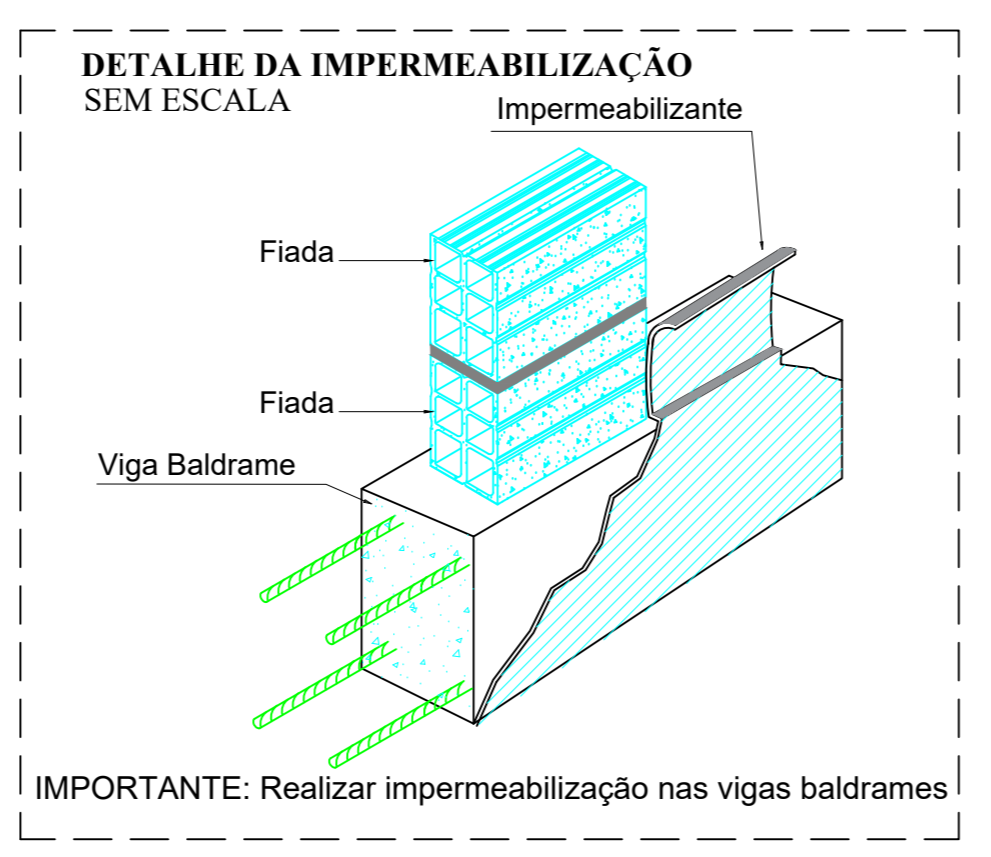 DETALHE DA IMPERMEABILIZAÇÃO
SEM ESCALA
Impermeabilizante
Fiada
Fiada
Viga Baldrame
IMPORTANTE: Realizar impermeabilização nas vigas baldrames